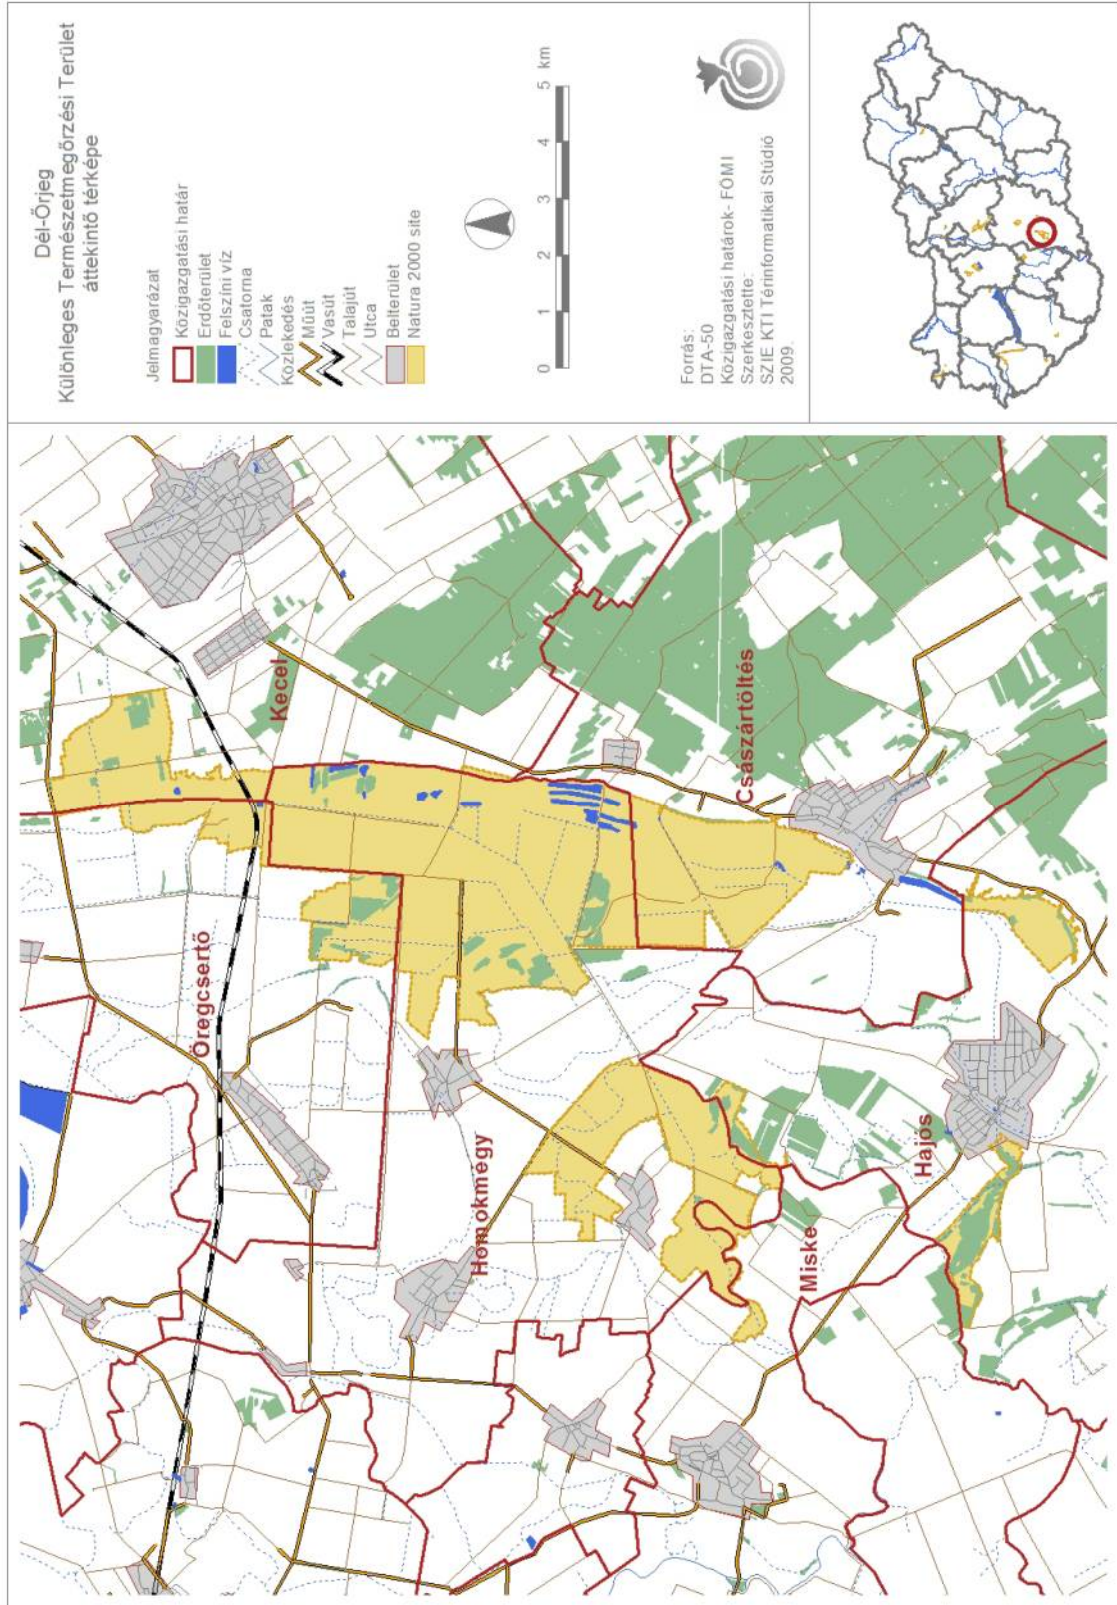 Dél-Őrjeg
Különleges Természetmegőrzési Terület
áttekintő térképe
Jelmagyarázat
Közigazgatási határ
Erdőterület
Felszíni víz
Csatorna
Patak
Közlekedés
Műút
Vasút
Talajút
Utca
Belterület
Natura 2000 site
0 1 2 3 4 5 km
Forrás:
DTA-50
Közigazgatási határok- FÖMI
Szerkesztette:
SZIE KTI Térinformatikai Stúdió
2009.
Kecel
Öregcsertő
Császártöltés
Homokmégy
Hajós
Miske